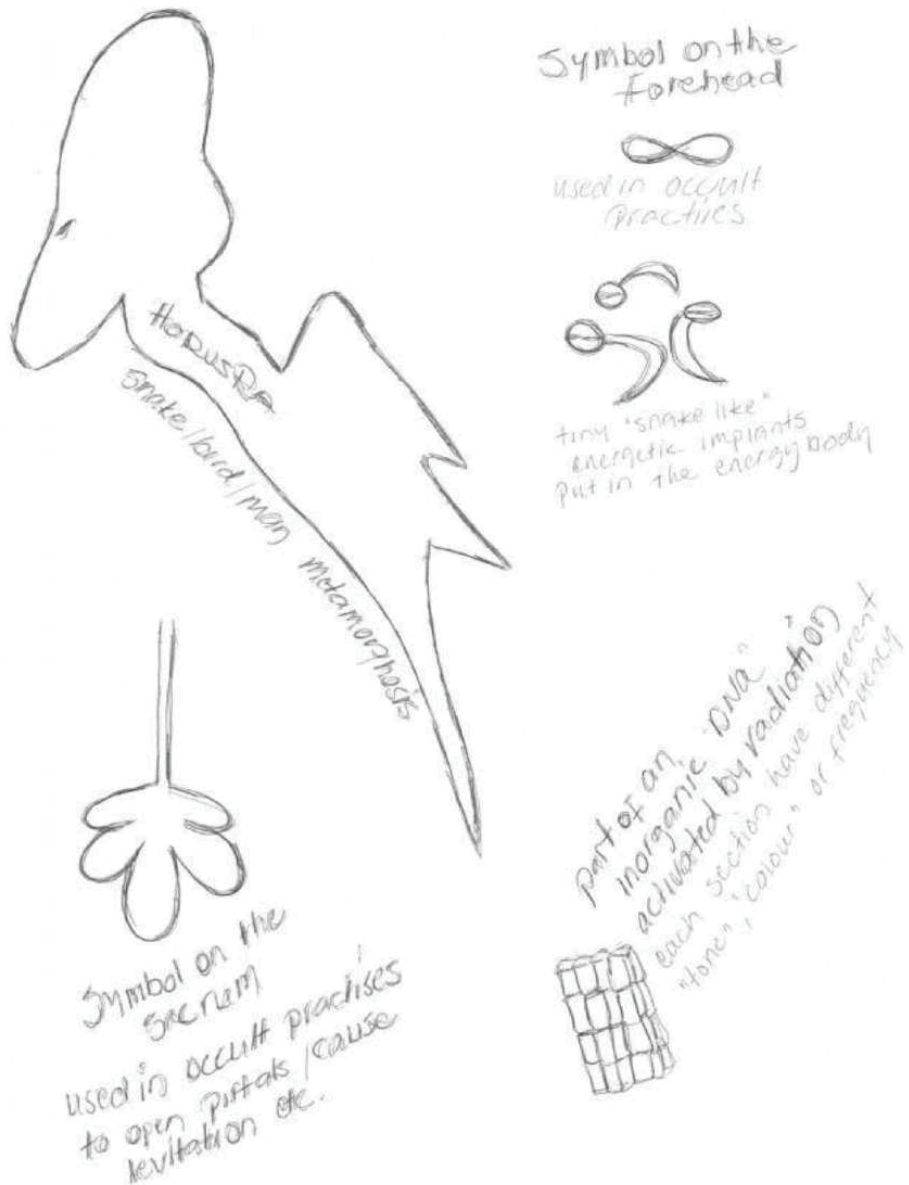 Symbol on the
Forehead
used in occult
practises
HORUSRA
snake/bird/man metamorphosis
tiny "snake like"
energetic implants
put in the energy body
part of an
inorganic "DNA"
activated by radiation
each section have different
"tone", "colour" or frequency
Symbol on the
sacrum
used in occult practises
to open portals /cause
levitation etc.